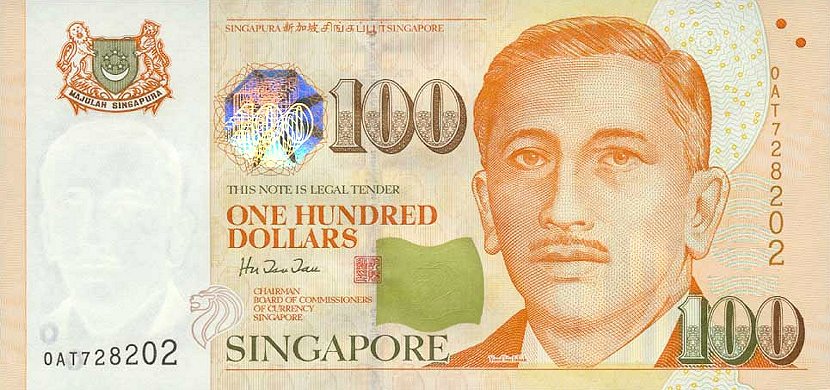 MAJULAH SINGAPURA
SINGAPURA 新加坡 சிங்கப்பூர் SINGAPORE
100
THIS NOTE IS LEGAL TENDER
ONE HUNDRED
DOLLARS
Hu Tsu Tau
CHAIRMAN
BOARD OF COMMISSIONERS
OF CURRENCY
SINGAPORE
SINGAPORE
0AT728202
0AT728202
100